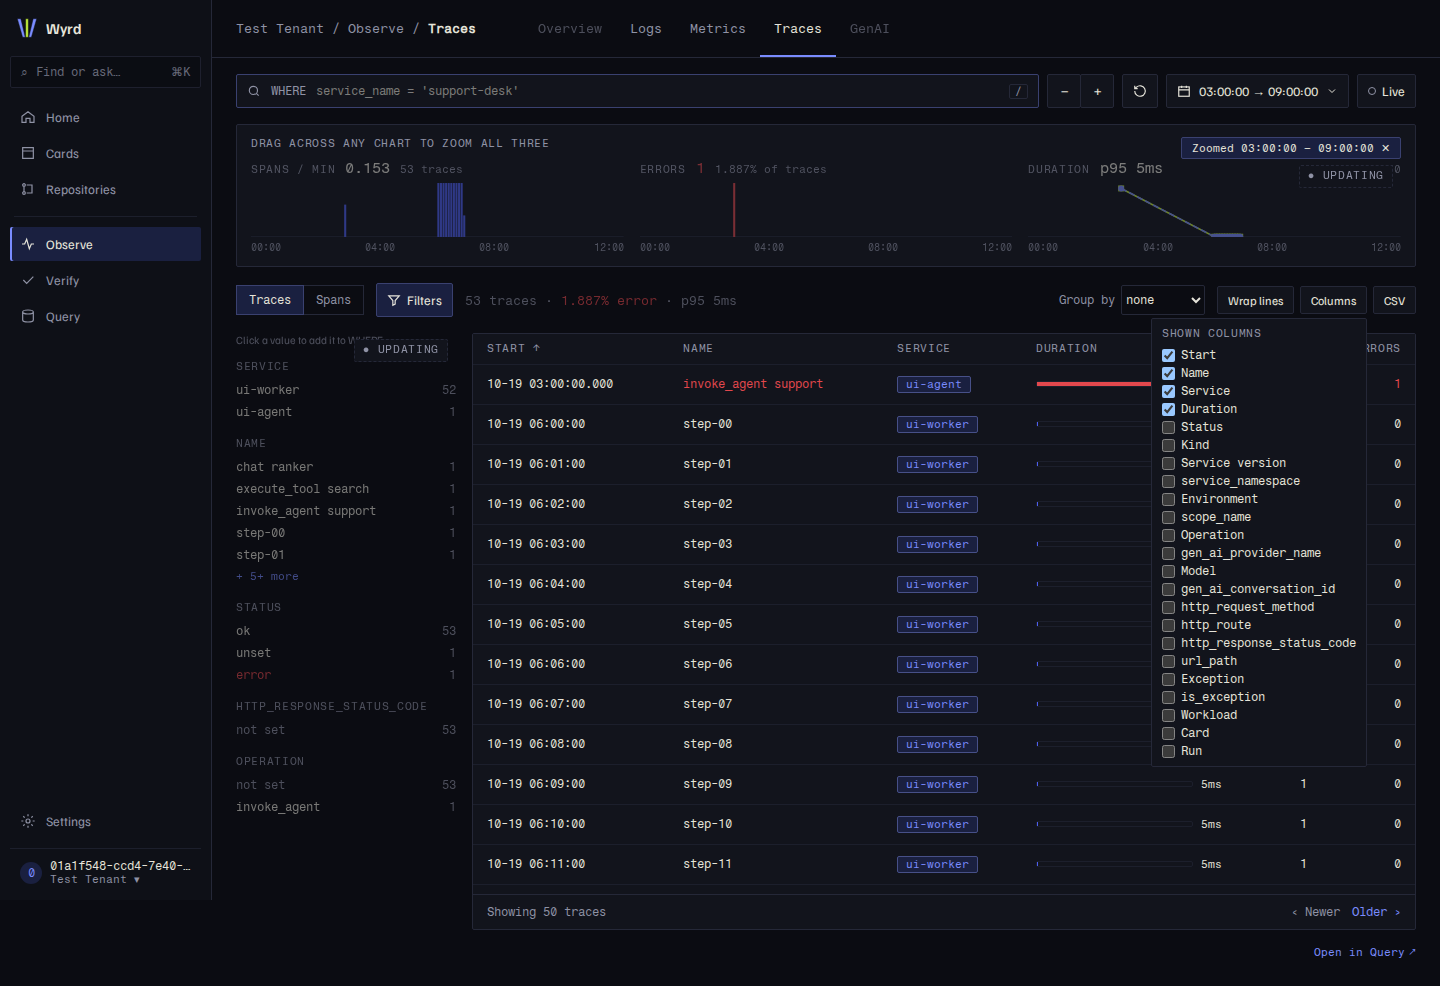 Wyrd
Find or ask… ⌘K
Home
Cards
Repositories
Observe
Verify
Query
Settings
0 01a1f548-ccd4-7e40-…
Test Tenant ▾
Test Tenant / Observe / Traces
Overview Logs Metrics Traces GenAI
WHERE service_name = 'support-desk' /
− + 03:00:00 → 09:00:00 Live
DRAG ACROSS ANY CHART TO ZOOM ALL THREE
Zoomed 03:00:00 – 09:00:00 ×
SPANS / MIN 0.153 53 traces
00:00 04:00 08:00 12:00
ERRORS 1 1.887% of traces
00:00 04:00 08:00 12:00
DURATION p95 5ms
UPDATING 0
00:00 04:00 08:00 12:00
Traces Spans Filters 53 traces · 1.887% error · p95 5ms
Group by none Wrap lines Columns CSV
Click a value to add it to WHERE
UPDATING
SERVICE
ui-worker 52
ui-agent 1
NAME
chat ranker 1
execute_tool search 1
invoke_agent support 1
step-00 1
step-01 1
+ 5+ more
STATUS
ok 53
unset 1
error 1
HTTP_RESPONSE_STATUS_CODE
not set 53
OPERATION
not set 53
invoke_agent 1
START ↑ NAME SERVICE DURATION RRORS
10-19 03:00:00.000 invoke_agent support ui-agent 1
10-19 06:00:00 step-00 ui-worker 0
10-19 06:01:00 step-01 ui-worker 0
10-19 06:02:00 step-02 ui-worker 0
10-19 06:03:00 step-03 ui-worker 0
10-19 06:04:00 step-04 ui-worker 0
10-19 06:05:00 step-05 ui-worker 0
10-19 06:06:00 step-06 ui-worker 0
10-19 06:07:00 step-07 ui-worker 0
10-19 06:08:00 step-08 ui-worker 0
10-19 06:09:00 step-09 ui-worker 5ms 1 0
10-19 06:10:00 step-10 ui-worker 5ms 1 0
10-19 06:11:00 step-11 ui-worker 5ms 1 0
SHOWN COLUMNS
Start
Name
Service
Duration
Status
Kind
Service version
service_namespace
Environment
scope_name
Operation
gen_ai_provider_name
Model
gen_ai_conversation_id
http_request_method
http_route
http_response_status_code
url_path
Exception
is_exception
Workload
Card
Run
Showing 50 traces ‹ Newer Older ›
Open in Query ↗